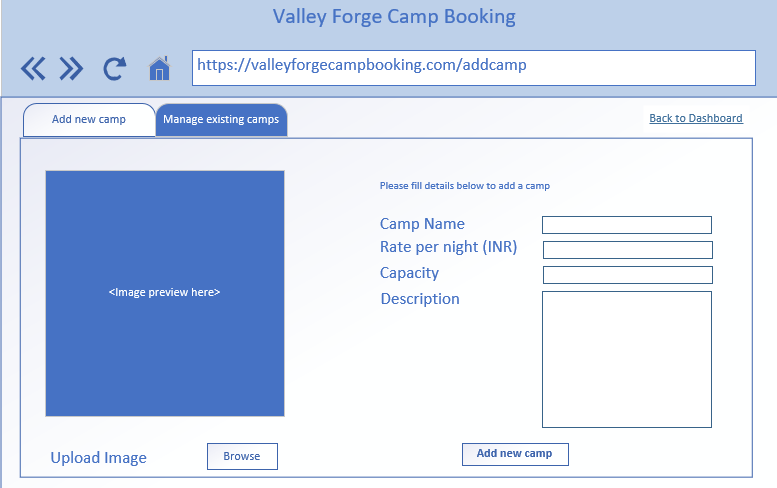 Valley Forge Camp Booking
https://valleyforgecampbooking.com/addcamp
Add new camp
Manage existing camps
Back to Dashboard
Please fill details below to add a camp
Camp Name
Rate per night (INR)
Capacity
Description
<Image preview here>
Upload Image
Browse
Add new camp